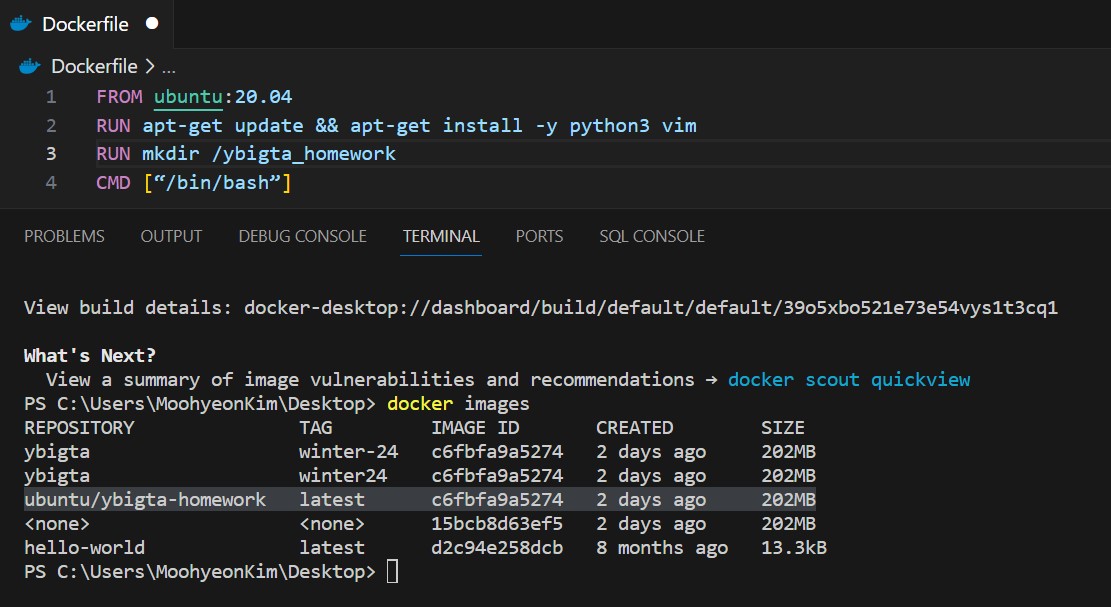 Dockerfile
Dockerfile > ...
1 FROM ubuntu:20.04
2 RUN apt-get update && apt-get install -y python3 vim
3 RUN mkdir /ybigta_homework
4 CMD [“/bin/bash”]
PROBLEMS OUTPUT DEBUG CONSOLE TERMINAL PORTS SQL CONSOLE
View build details: docker-desktop://dashboard/build/default/default/39o5xbo521e73e54vys1t3cq1
What's Next?
View a summary of image vulnerabilities and recommendations → docker scout quickview
PS C:\Users\MoohyeonKim\Desktop> docker images
REPOSITORY TAG IMAGE ID CREATED SIZE
ybigta winter-24 c6fbfa9a5274 2 days ago 202MB
ybigta winter24 c6fbfa9a5274 2 days ago 202MB
ubuntu/ybigta-homework latest c6fbfa9a5274 2 days ago 202MB
<none> <none> 15bcb8d63ef5 2 days ago 202MB
hello-world latest d2c94e258dcb 8 months ago 13.3kB
PS C:\Users\MoohyeonKim\Desktop>